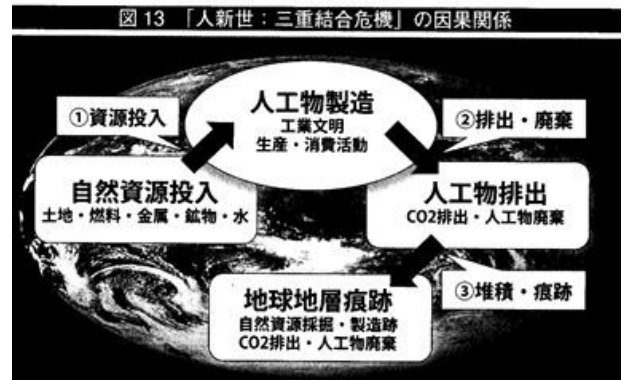 図13 「人新世：三重結合危機」の因果関係
人工物製造
工業文明
生産・消費活動
①資源投入
②排出・廃棄
自然資源投入
土地・燃料・金属・鉱物・水
人工物排出
CO2排出・人工物廃棄
③堆積・痕跡
地球地層痕跡
自然資源採掘・製造跡
CO2排出・人工物廃棄